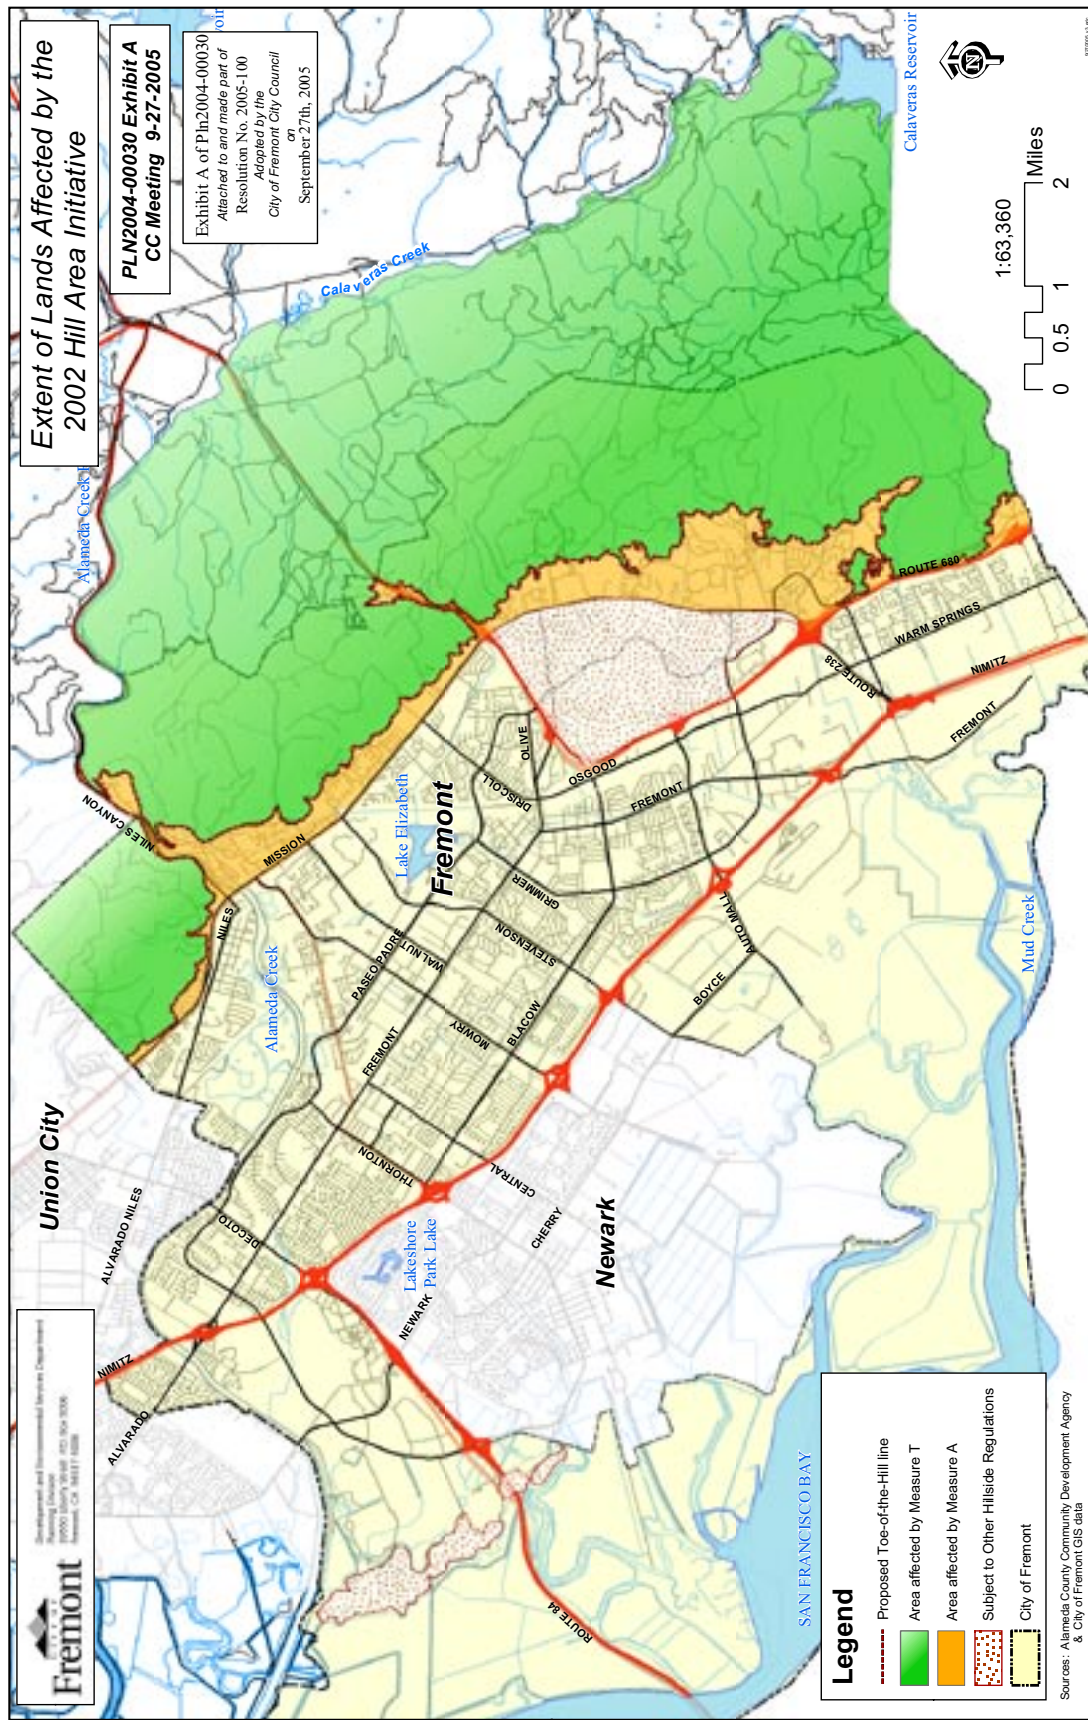 Extent of Lands Affected by the
2002 Hill Area Initiative
PLN2004-00030 Exhibit A
CC Meeting 9-27-2005
Exhibit A of Pln2004-00030
Attached to and made part of
Resolution No. 2005-100
Adopted by the
City of Fremont City Council
on
September 27th, 2005
Fremont
Development and Environmental Services Department
Planning Division
Union City
Fremont
Newark
Alameda Creek
Calaveras Creek
Calaveras Reservoir
Alameda Creek
Lake Elizabeth
Lakeshore
Park Lake
Mud Creek
SAN FRANCISCO BAY
NIMITZ
ALVARADO
ALVARADO NILES
DECOTO
NILES
NILES CANYON
MISSION
PASEO PADRE
WALNUT
FREMONT
MOWRY
THORNTON
CENTRAL
CHERRY
NEWARK
BLACOW
STEVENSON
GRIMMER
DRISCOLL
OLIVE
OSGOOD
FREMONT
AUTO MALL
BOYCE
ROUTE 84
ROUTE 238
ROUTE 680
WARM SPRINGS
NIMITZ
FREMONT
N
1:63,360
0 0.5 1 2
Miles
Legend
Proposed Toe-of-the-Hill line
Area affected by Measure T
Area affected by Measure A
Subject to Other Hillside Regulations
City of Fremont
Sources: Alameda County Community Development Agency
& City of Fremont GIS data